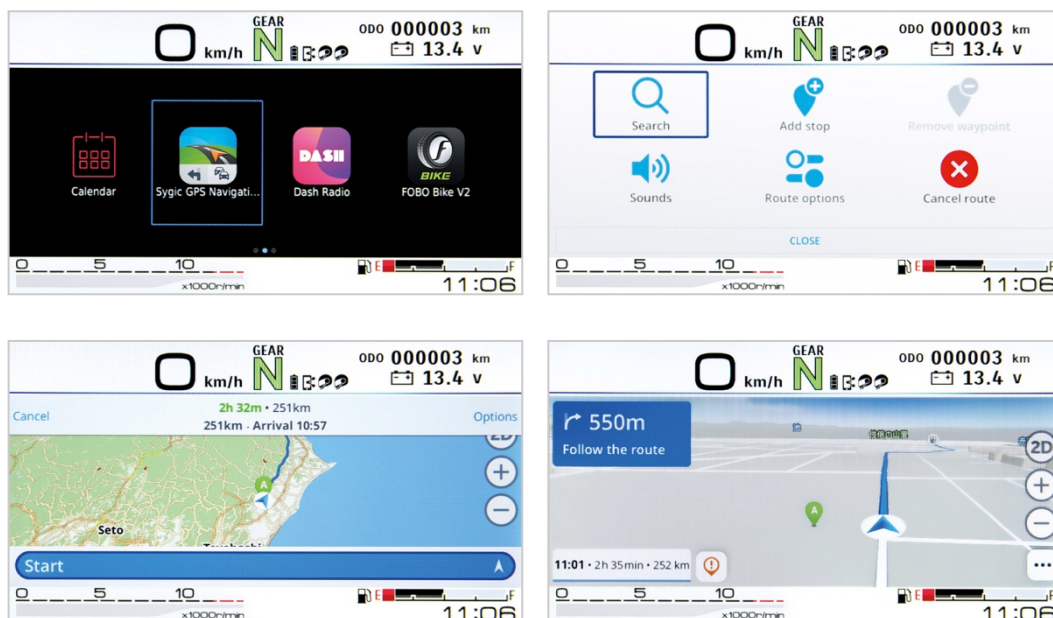 GEAR
0 km/h N
ODO 000003 km
13.4 V
Calendar
Sygic GPS Navigati...
DASH
Dash Radio
BIKE
FOBO Bike V2
0 5 10
x1000r/min
E F
11:06
GEAR
0 km/h N
ODO 000003 km
13.4 V
Search
Add stop
Remove waypoint
Sounds
Route options
Cancel route
CLOSE
0 5 10
x1000r/min
E F
11:06
GEAR
0 km/h N
ODO 000003 km
13.4 V
Cancel
2h 32m • 251km
251km · Arrival 10:57
Options
2D
A
Seto
Start
0 5 10
x1000r/min
E F
11:06
GEAR
0 km/h N
ODO 000003 km
13.4 V
550m
Follow the route
2D
A
11:01 • 2h 35min • 252 km
0 5 10
x1000r/min
E F
11:06